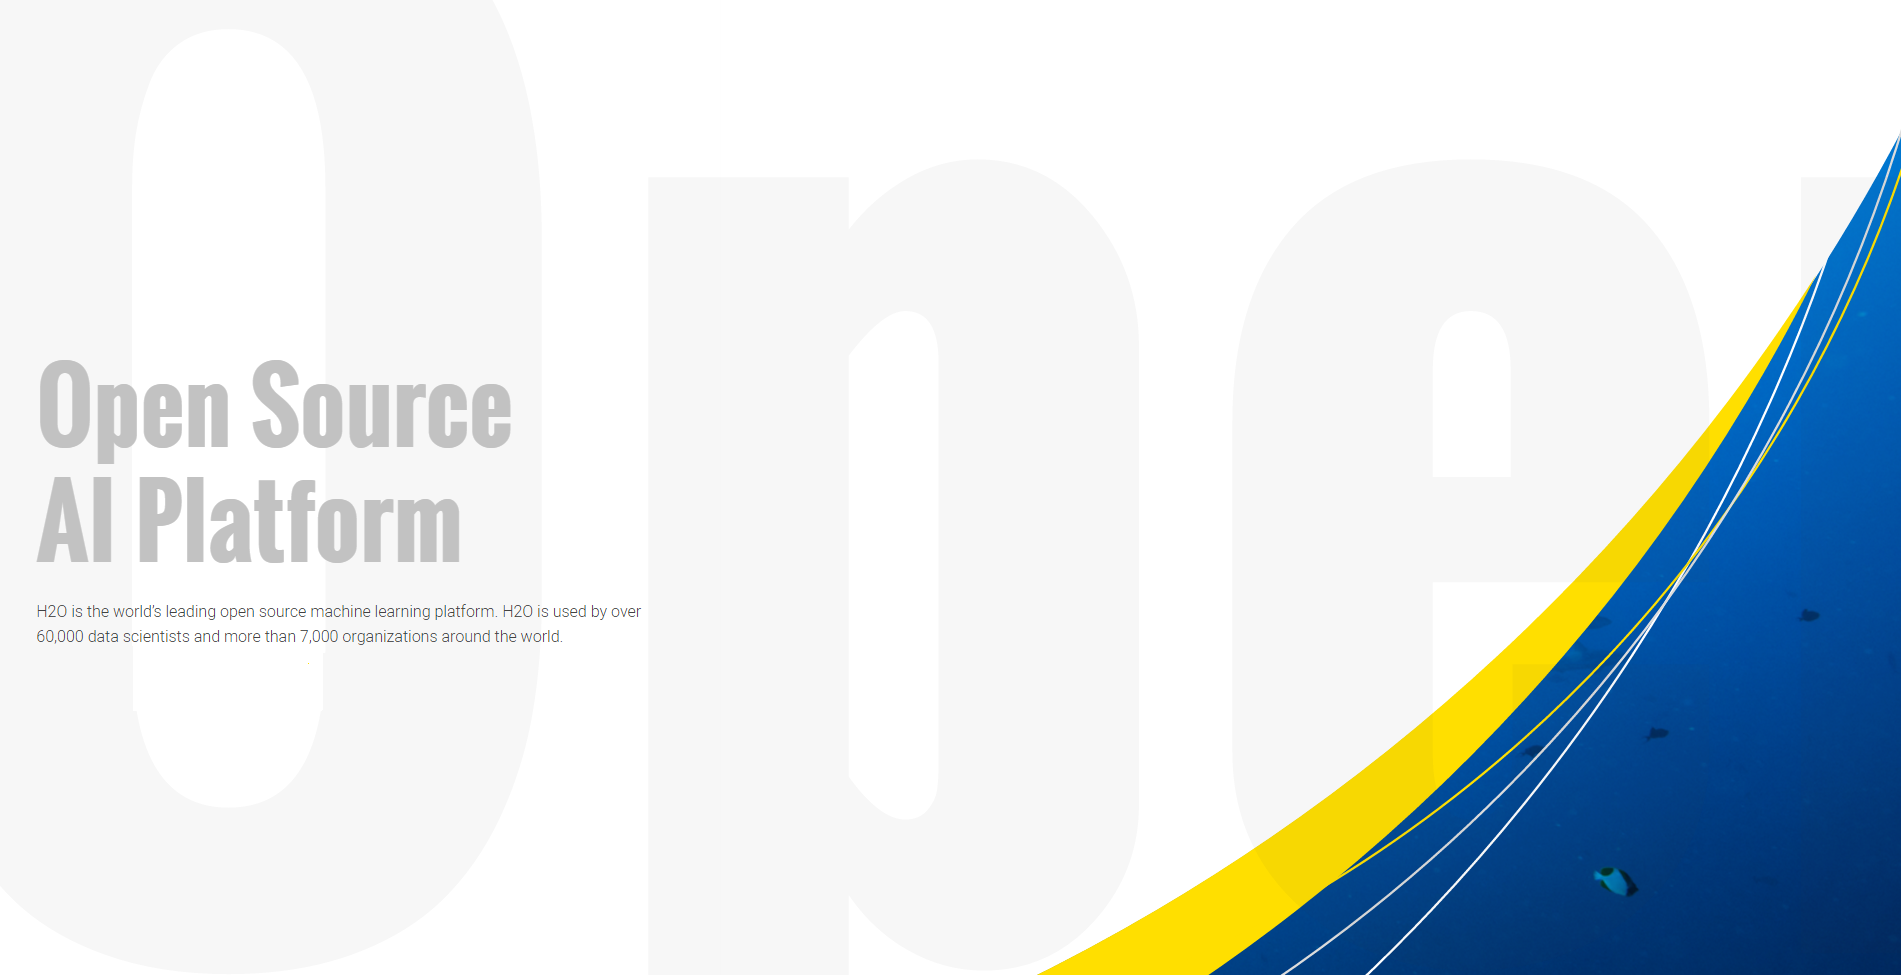 Open
Open Source
AI Platform
H2O is the world's leading open source machine learning platform. H2O is used by over
60,000 data scientists and more than 7,000 organizations around the world.